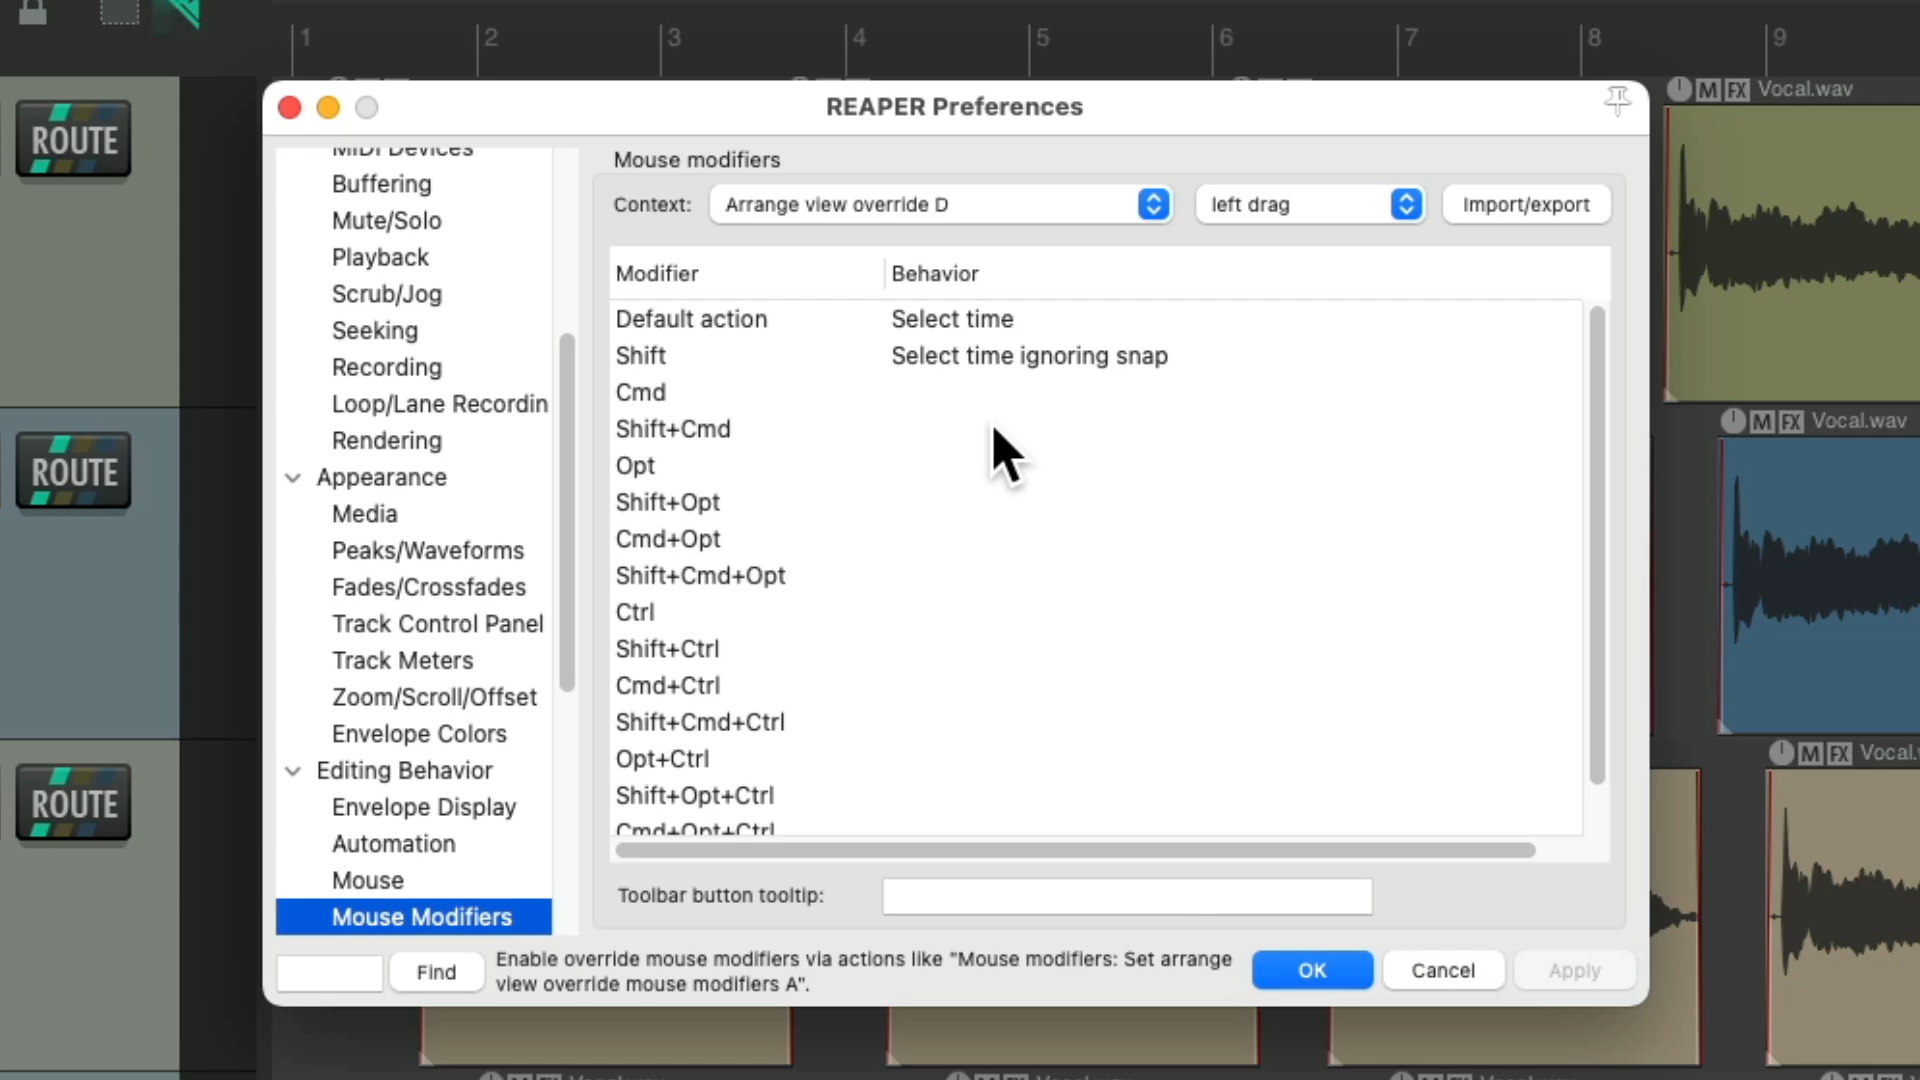 1 2 3 4 5 6 7 8 9
M FX Vocal.wav
ROUTE
REAPER Preferences
MIDI Devices
Buffering
Mute/Solo
Playback
Scrub/Jog
Seeking
Recording
Loop/Lane Recordin
Rendering
Appearance
Media
Peaks/Waveforms
Fades/Crossfades
Track Control Panel
Track Meters
Zoom/Scroll/Offset
Envelope Colors
Editing Behavior
Envelope Display
Automation
Mouse
Mouse Modifiers
Find
Mouse modifiers
Context: Arrange view override D left drag Import/export
Modifier Behavior
Default action Select time
Shift Select time ignoring snap
Cmd
Shift+Cmd
Opt
Shift+Opt
Cmd+Opt
Shift+Cmd+Opt
Ctrl
Shift+Ctrl
Cmd+Ctrl
Shift+Cmd+Ctrl
Opt+Ctrl
Shift+Opt+Ctrl
Cmd+Opt+Ctrl
Toolbar button tooltip:
Enable override mouse modifiers via actions like "Mouse modifiers: Set arrange
view override mouse modifiers A".
OK Cancel Apply
M FX Vocal.wav
ROUTE
M FX Vocal.
ROUTE